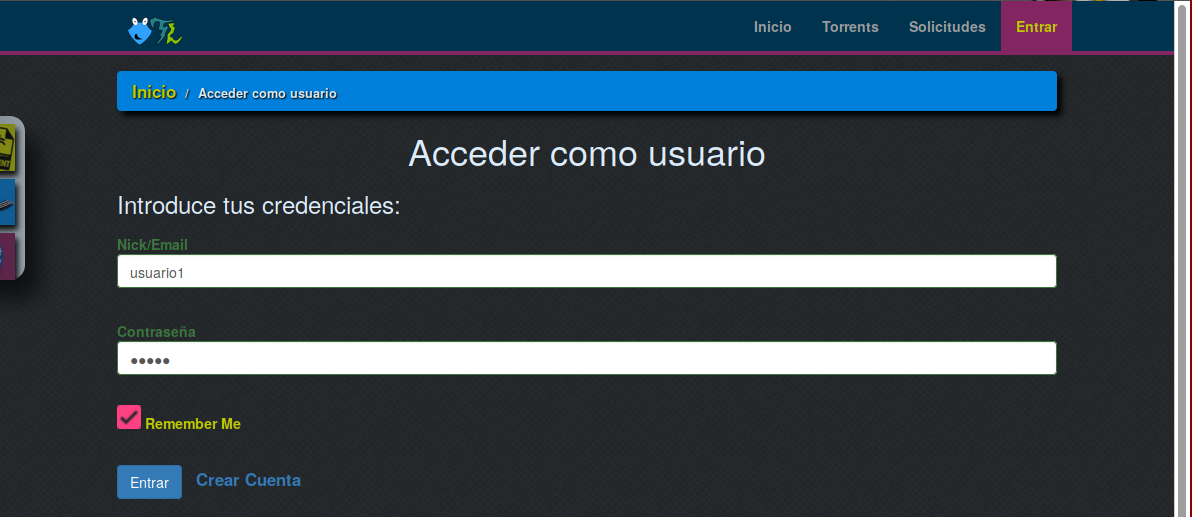 Inicio Torrents Solicitudes Entrar
Inicio / Acceder como usuario
Acceder como usuario
Introduce tus credenciales:
Nick/Email
usuario1
Contraseña
•••••
Remember Me
Entrar Crear Cuenta